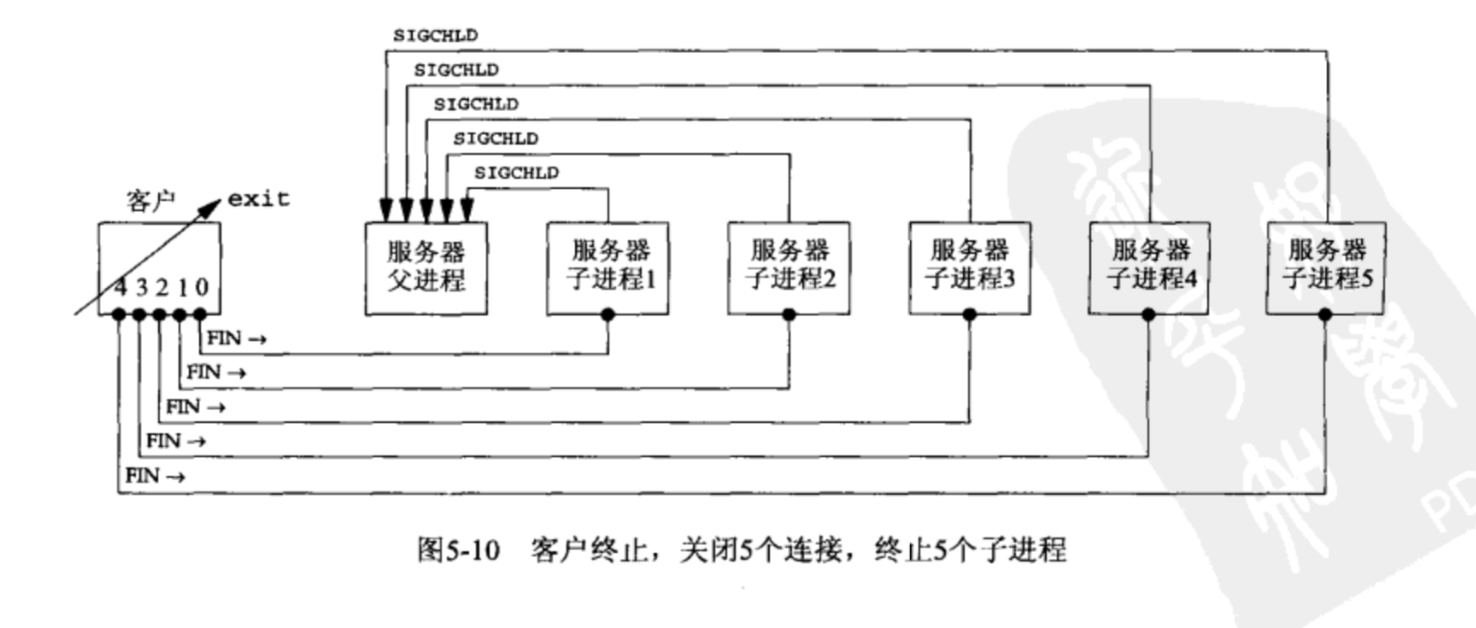 SIGCHLD
SIGCHLD
SIGCHLD
SIGCHLD
SIGCHLD
客户
exit
服务器
父进程
服务器
子进程1
服务器
子进程2
服务器
子进程3
服务器
子进程4
服务器
子进程5
4 3 2 1 0
FIN →
FIN →
FIN →
FIN →
FIN →
图5-10 客户终止，关闭5个连接，终止5个子进程